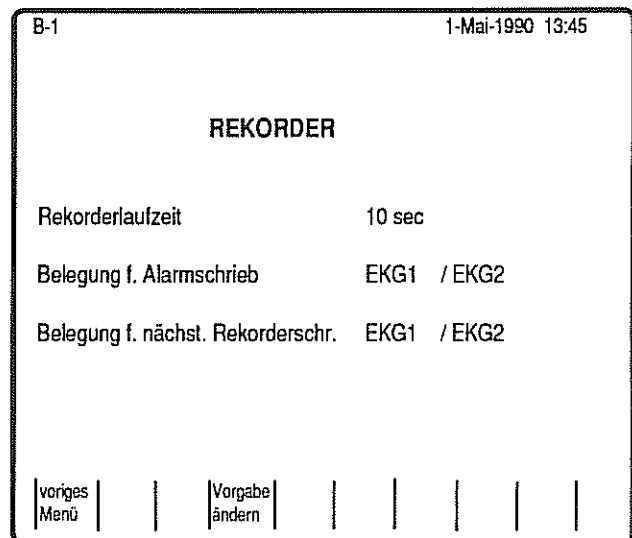 B-1 1-Mai-1990 13:45
REKORDER
Rekorderlaufzeit 10 sec
Belegung f. Alarmschrieb EKG1 / EKG2
Belegung f. nächst. Rekorderschr. EKG1 / EKG2
voriges Vorgabe
Menü ändern